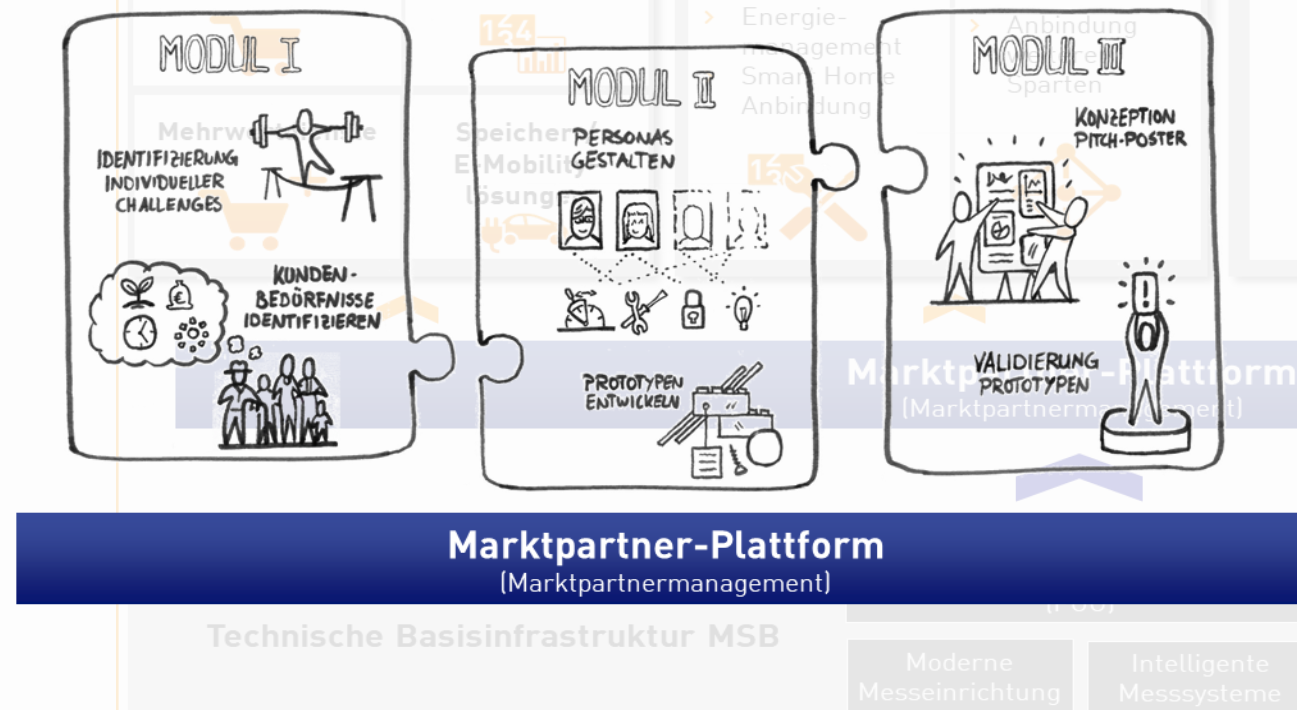 MODUL I
IDENTIFIZIERUNG
INDIVIDUELLER
CHALLENGES
KUNDEN-
BEDÖRFNISSE
IDENTIFIZIEREN
€
MODUL II
PERSONAS
GESTALTEN
PROTOTYPEN
ENTWICKELN
MODUL III
KONZEPTION
PITCH-POSTER
VALIDIERUNG
PROTOTYPEN
!
Energie-
management
Smart Home
Anbindung
Anbindung
weiterer
Sparten
Speicher-/
E-Mobility
Marktpartner-Plattform
(Marktpartnermanagement)
Marktpartner-Plattform
(Marktpartnermanagement)
Technische Basisinfrastruktur MSB
Moderne
Messeinrichtung
Intelligente
Messsysteme